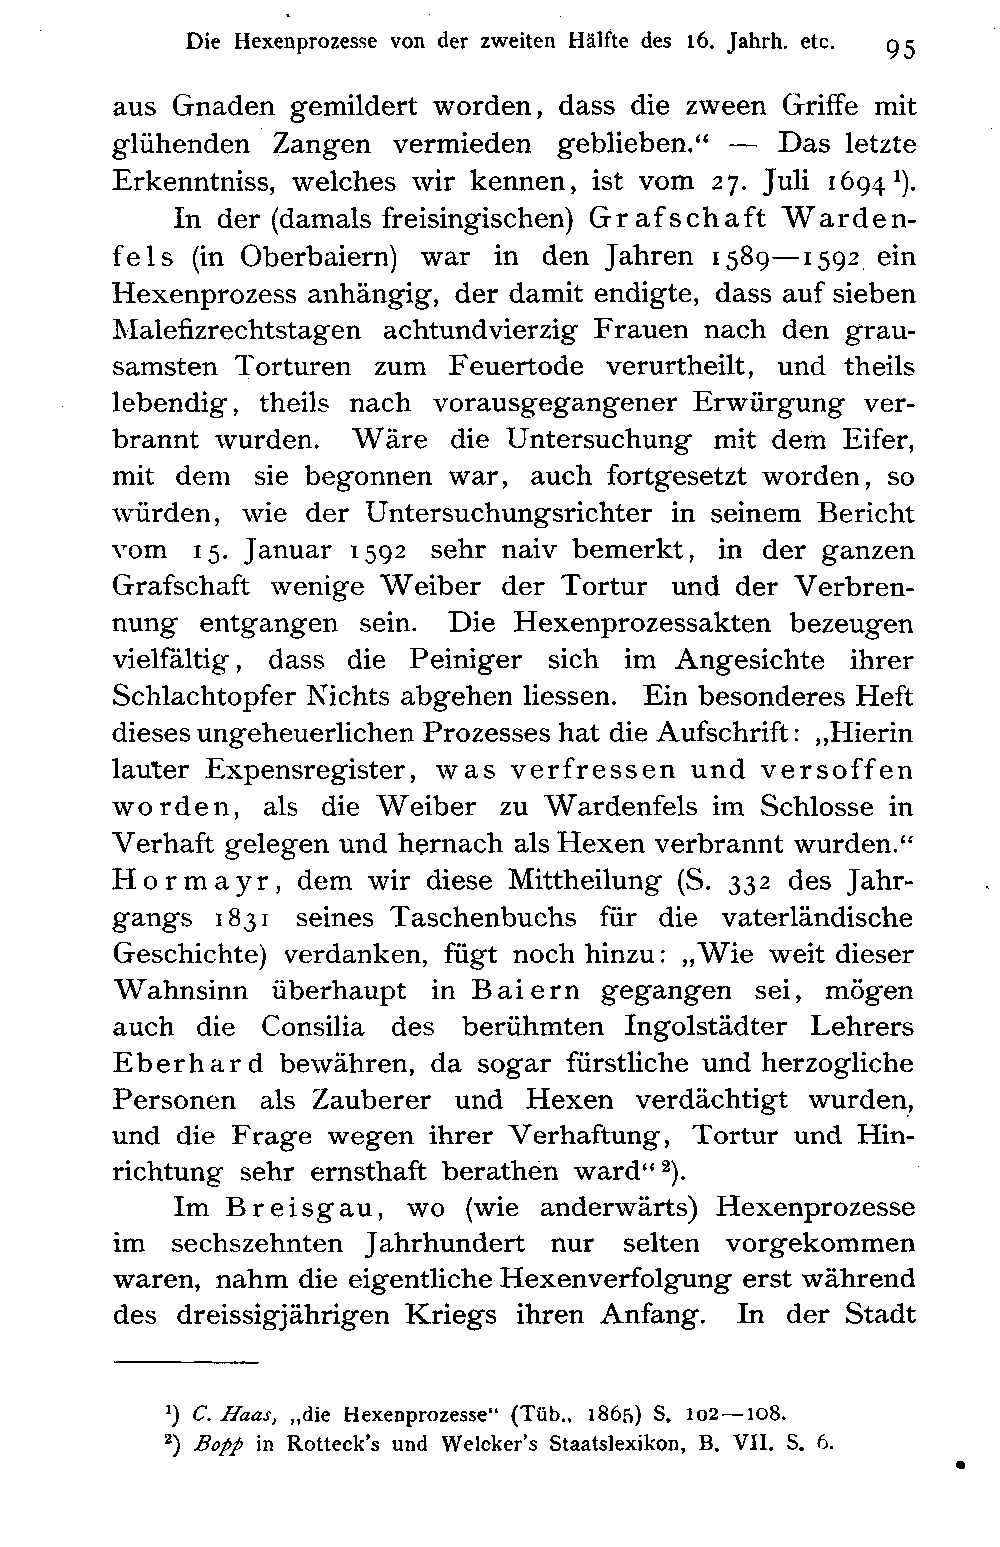 Die Hexenprozesse von der zweiten Hälfte des 16. Jahrh. etc. 95
aus Gnaden gemildert worden, dass die zween Griffe mit
glühenden Zangen vermieden geblieben.“ — Das letzte
Erkenntniss, welches wir kennen, ist vom 27. Juli 1694 ¹).
In der (damals freisingischen) Grafschaft Warden-
fels (in Oberbaiern) war in den Jahren 1589—1592 ein
Hexenprozess anhängig, der damit endigte, dass auf sieben
Malefizrechtstagen achtundvierzig Frauen nach den grau-
samsten Torturen zum Feuertode verurtheilt, und theils
lebendig, theils nach vorausgegangener Erwürgung ver-
brannt wurden. Wäre die Untersuchung mit dem Eifer,
mit dem sie begonnen war, auch fortgesetzt worden, so
würden, wie der Untersuchungsrichter in seinem Bericht
vom 15. Januar 1592 sehr naiv bemerkt, in der ganzen
Grafschaft wenige Weiber der Tortur und der Verbren-
nung entgangen sein. Die Hexenprozessakten bezeugen
vielfältig, dass die Peiniger sich im Angesichte ihrer
Schlachtopfer Nichts abgehen liessen. Ein besonderes Heft
dieses ungeheuerlichen Prozesses hat die Aufschrift: „Hierin
lauter Expensregister, was verfressen und versoffen
worden, als die Weiber zu Wardenfels im Schlosse in
Verhaft gelegen und hernach als Hexen verbrannt wurden.“
Hormayr, dem wir diese Mittheilung (S. 332 des Jahr-
gangs 1831 seines Taschenbuchs für die vaterländische
Geschichte) verdanken, fügt noch hinzu: „Wie weit dieser
Wahnsinn überhaupt in Baiern gegangen sei, mögen
auch die Consilia des berühmten Ingolstädter Lehrers
Eberhard bewähren, da sogar fürstliche und herzogliche
Personen als Zauberer und Hexen verdächtigt wurden,
und die Frage wegen ihrer Verhaftung, Tortur und Hin-
richtung sehr ernsthaft berathen ward“ ²).
Im Breisgau, wo (wie anderwärts) Hexenprozesse
im sechszehnten Jahrhundert nur selten vorgekommen
waren, nahm die eigentliche Hexenverfolgung erst während
des dreissigjährigen Kriegs ihren Anfang. In der Stadt
¹) C. Haas, „die Hexenprozesse“ (Tüb., 1865) S. 102—108.
²) Bopp in Rotteck's und Welcker's Staatslexikon, B. VII. S. 6.